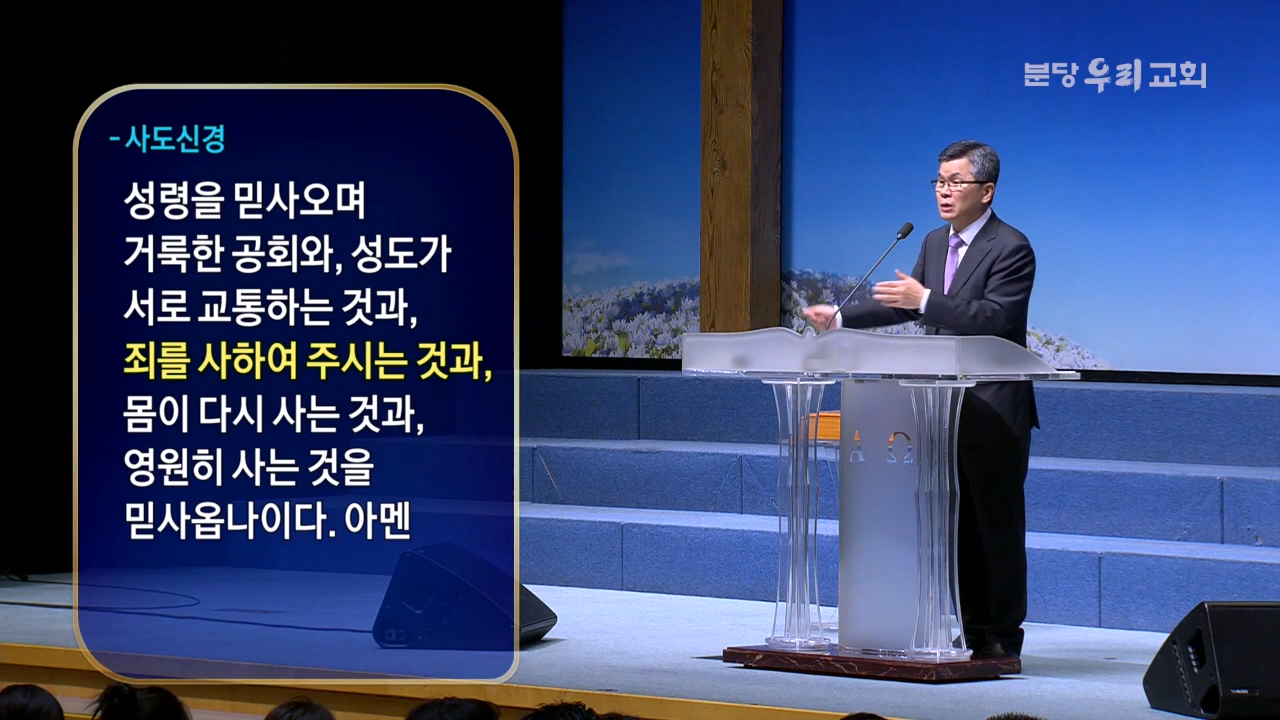 분당우리교회
- 사도신경
성령을 믿사오며
거룩한 공회와, 성도가
서로 교통하는 것과,
죄를 사하여 주시는 것과,
몸이 다시 사는 것과,
영원히 사는 것을
믿사옵나이다. 아멘
Α Ω